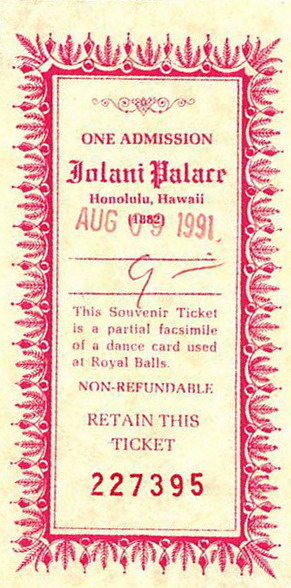 ONE ADMISSION
Iolani Palace
Honolulu, Hawaii
(1882)
AUG 09 1991
9 —
This Souvenir Ticket
is a partial facsimile
of a dance card used
at Royal Balls.
NON-REFUNDABLE
RETAIN THIS
TICKET
227395